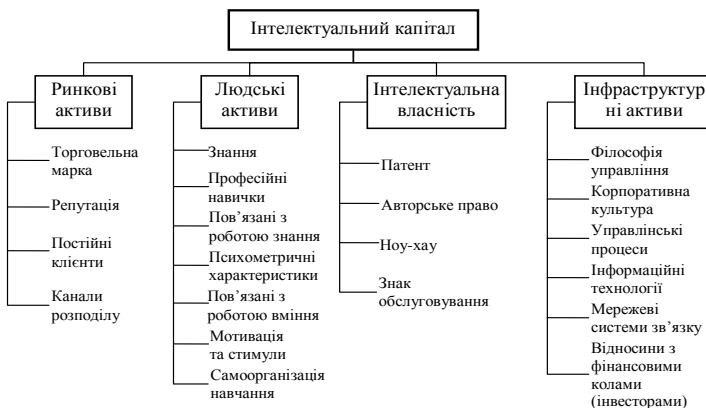 Інтелектуальний капітал
Ринкові
активи
Торговельна
марка
Репутація
Постійні
клієнти
Канали
розподілу
Людські
активи
Знання
Професійні
навички
Пов’язані з
роботою знання
Психометричні
характеристики
Пов’язані з
роботою вміння
Мотивація
та стимули
Самоорганізація
навчання
Інтелектуальна
власність
Патент
Авторське право
Ноу-хау
Знак
обслуговування
Інфраструктур
ні активи
Філософія
управління
Корпоративна
культура
Управлінські
процеси
Інформаційні
технології
Мережеві
системи зв’язку
Відносини з
фінансовими
колами
(інвесторами)